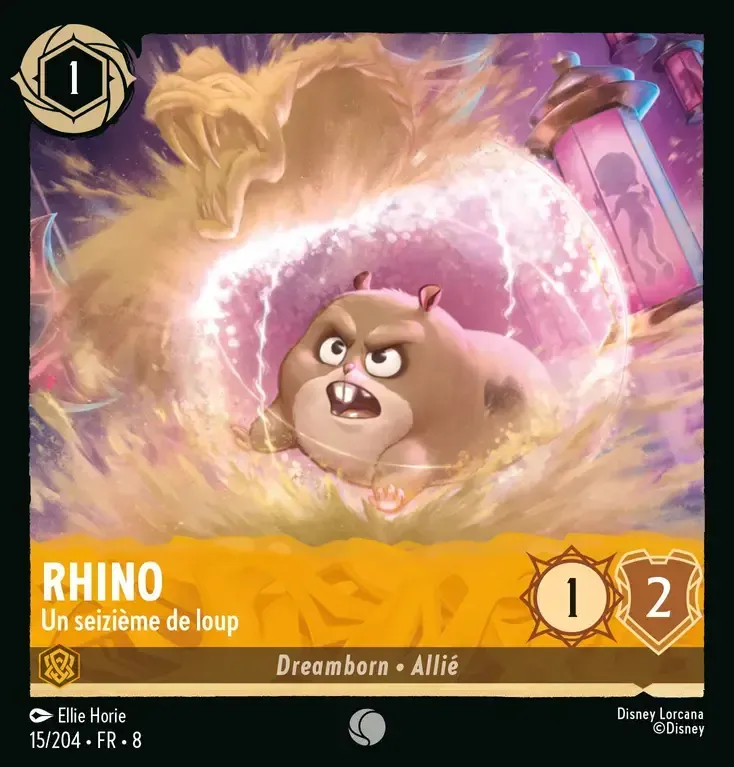 1
RHINO
Un seizième de loup
1
2
Dreamborn • Allié
Ellie Horie
15/204 • FR • 8
Disney Lorcana
©Disney